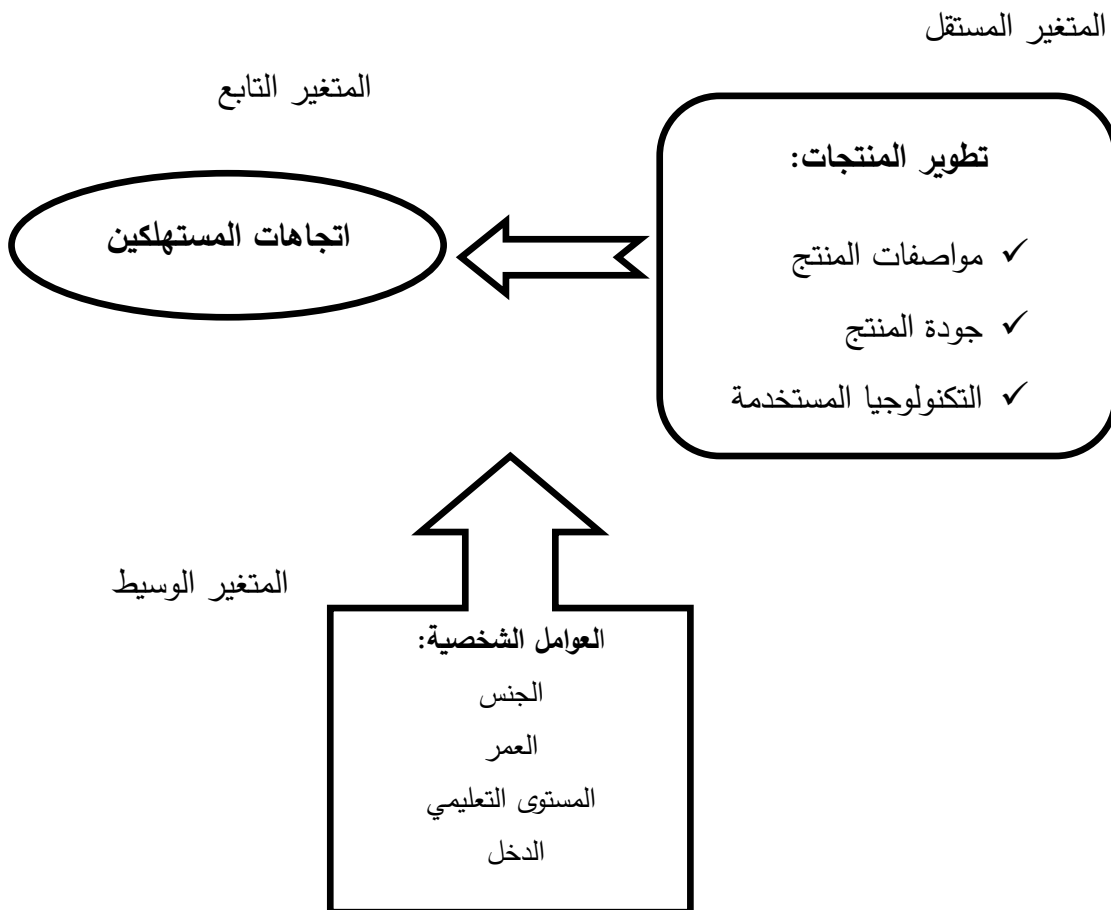 المتغير المستقل
المتغير التابع
تطوير المنتجات:
✓ مواصفات المنتج
✓ جودة المنتج
✓ التكنولوجيا المستخدمة
اتجاهات المستهلكين
المتغير الوسيط
العوامل الشخصية:
الجنس
العمر
المستوى التعليمي
الدخل